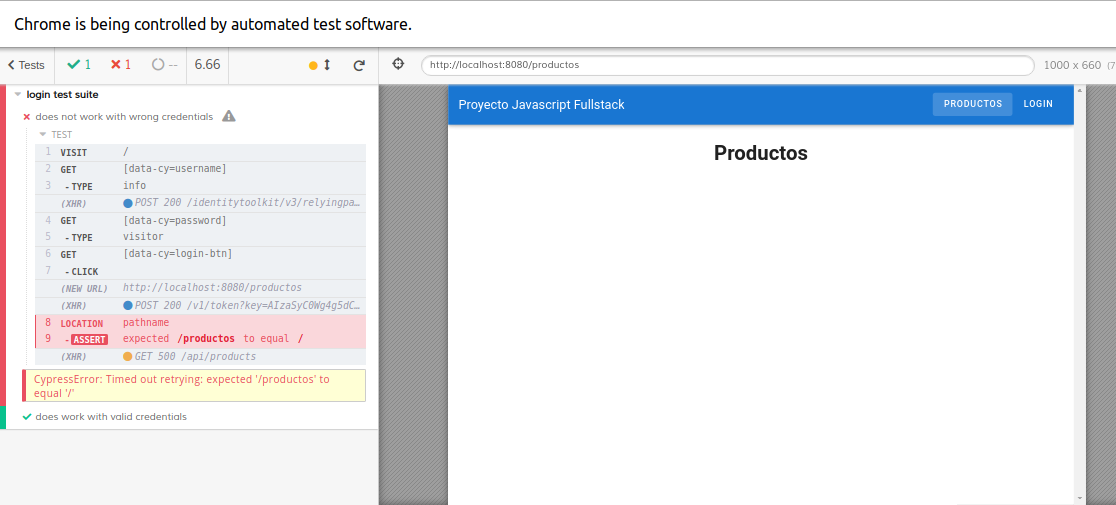 Chrome is being controlled by automated test software.
Tests 1 1 -- 6.66 http://localhost:8080/productos 1000 x 660 (7
login test suite
does not work with wrong credentials
TEST
1 VISIT /
2 GET [data-cy=username]
3 - TYPE info
(XHR) POST 200 /identitytoolkit/v3/relyingpa…
4 GET [data-cy=password]
5 - TYPE visitor
6 GET [data-cy=login-btn]
7 - CLICK
(NEW URL) http://localhost:8080/productos
(XHR) POST 200 /v1/token?key=AIzaSyC0Wg4g5dC…
8 LOCATION pathname
9 - ASSERT expected /productos to equal /
(XHR) GET 500 /api/products
CypressError: Timed out retrying: expected '/productos' to
equal '/'
does work with valid credentials
Proyecto Javascript Fullstack PRODUCTOS LOGIN
Productos